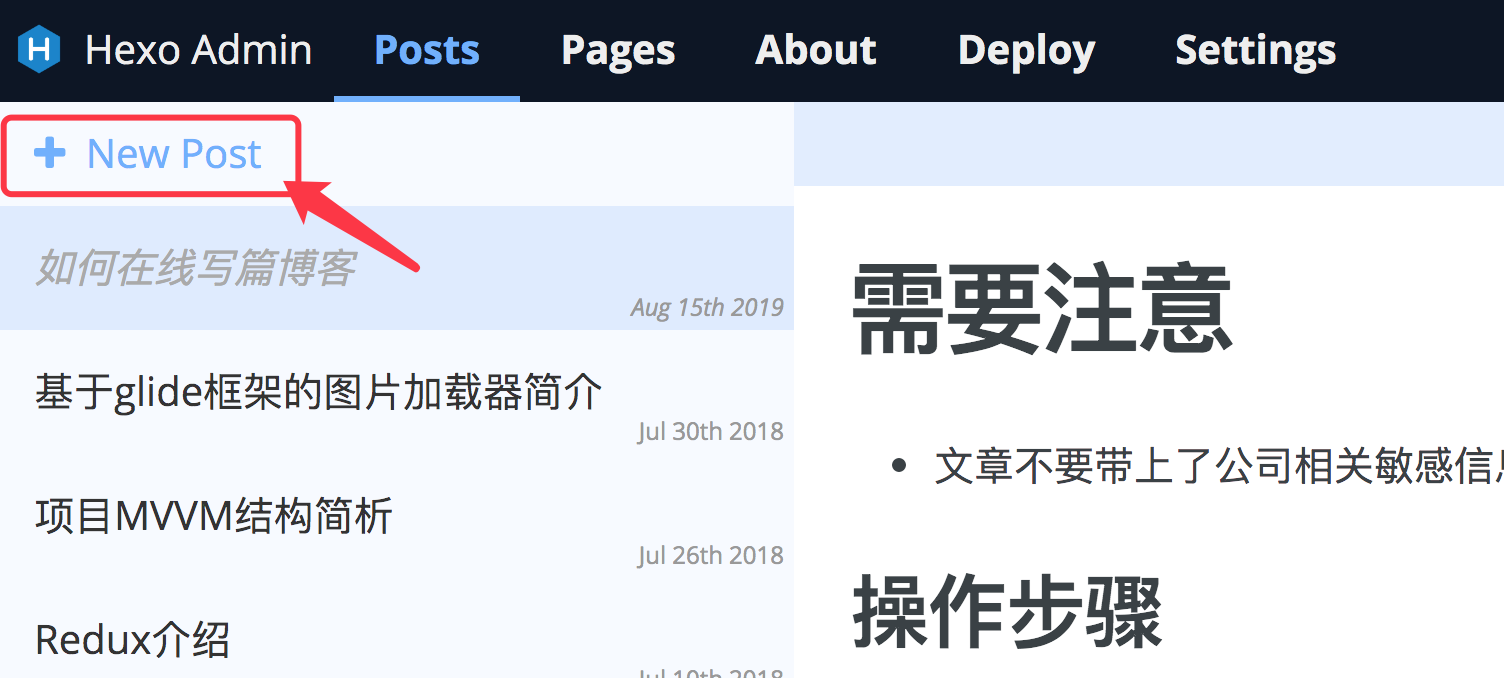 Hexo Admin Posts Pages About Deploy Settings
+ New Post
如何在线写篇博客
Aug 15th 2019
基于glide框架的图片加载器简介
Jul 30th 2018
项目MVVM结构简析
Jul 26th 2018
Redux介绍
Jul 10th 2018
需要注意
• 文章不要带上了公司相关敏感信息
操作步骤